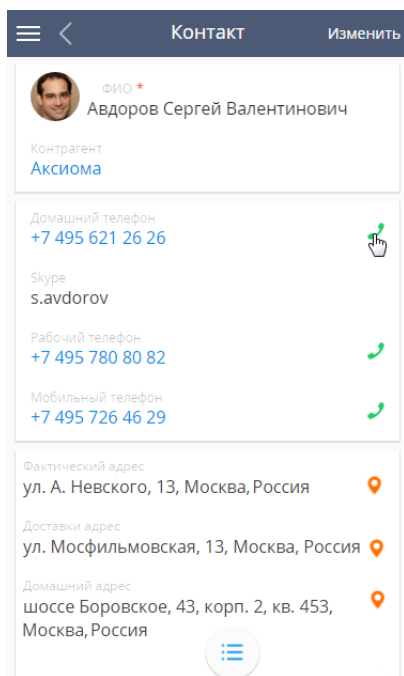 Контакт
Изменить
ФИО *
Авдоров Сергей Валентинович
Контрагент
Аксиома
Домашний телефон
+7 495 621 26 26
Skype
s.avdorov
Рабочий телефон
+7 495 780 80 82
Мобильный телефон
+7 495 726 46 29
Фактический адрес
ул. А. Невского, 13, Москва, Россия
Доставки адрес
ул. Мосфильмовская, 13, Москва, Россия
Домашний адрес
шоссе Боровское, 43, корп. 2, кв. 453,
Москва, Россия